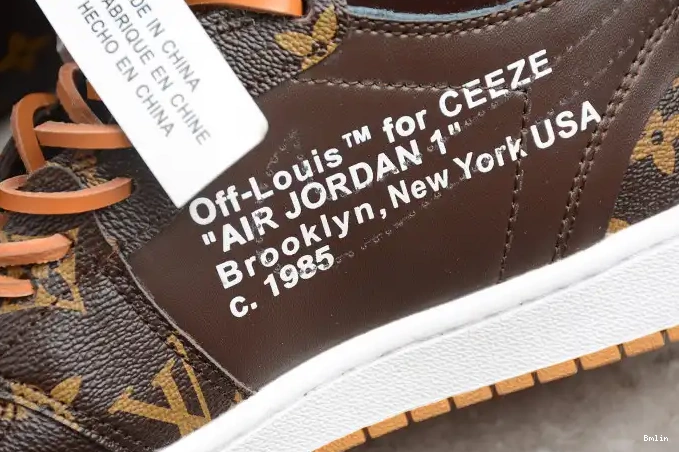 MADE IN CHINA
FABRIQUE EN CHINE
HECHO EN CHINA
Off-Louis™ for CEEZE
"AIR JORDAN 1"
Brooklyn, New York USA
c. 1985
Bmlin